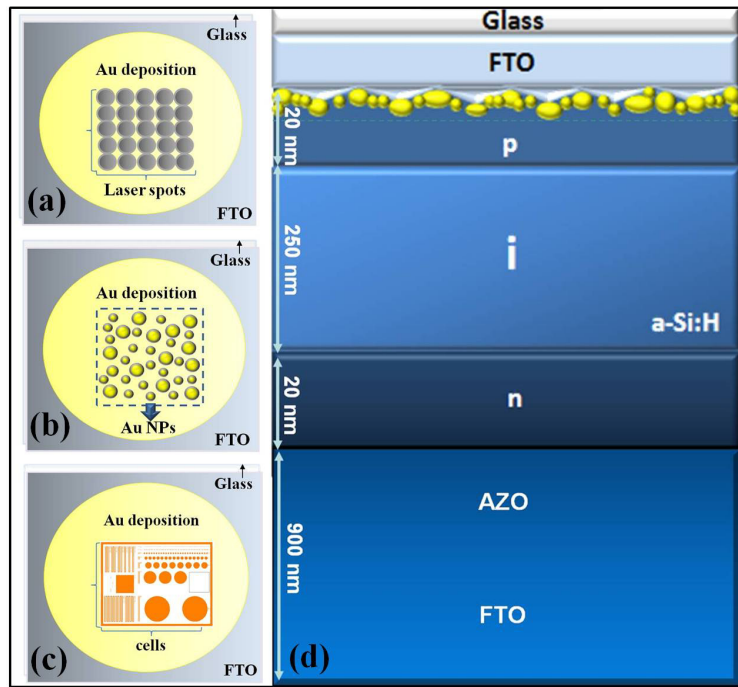 Glass
Au deposition
Laser spots
(a)
FTO
Glass
Au deposition
Au NPs
(b)
FTO
Glass
Au deposition
cells
(c)
FTO
Glass
FTO
20 nm
p
250 nm
i
a-Si:H
20 nm
n
900 nm
AZO
FTO
(d)